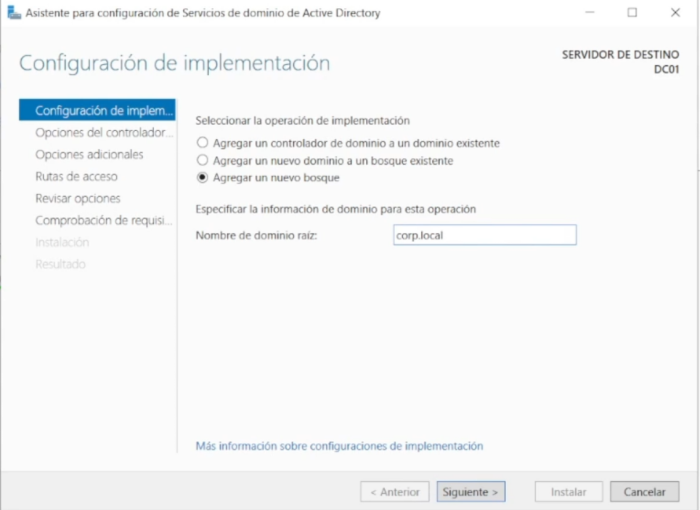 Asistente para configuración de Servicios de dominio de Active Directory
Configuración de implementación
SERVIDOR DE DESTINO
DC01
Configuración de implem...
Opciones del controlador...
Opciones adicionales
Rutas de acceso
Revisar opciones
Comprobación de requisi...
Instalación
Resultado
Seleccionar la operación de implementación
Agregar un controlador de dominio a un dominio existente
Agregar un nuevo dominio a un bosque existente
Agregar un nuevo bosque
Especificar la información de dominio para esta operación
Nombre de dominio raíz: corp.local
Más información sobre configuraciones de implementación
< Anterior Siguiente > Instalar Cancelar